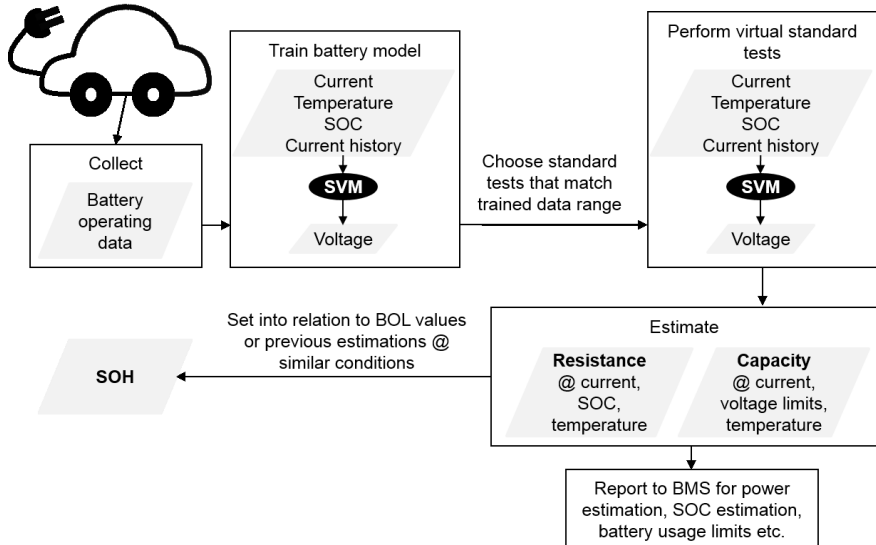 Train battery model
Current
Temperature
SOC
Current history
SVM
Voltage
Perform virtual standard
tests
Current
Temperature
SOC
Current history
SVM
Voltage
Collect
Battery
operating
data
Choose standard
tests that match
trained data range
Set into relation to BOL values
or previous estimations @
similar conditions
SOH
Estimate
Resistance
@ current,
SOC,
temperature
Capacity
@ current,
voltage limits,
temperature
Report to BMS for power
estimation, SOC estimation,
battery usage limits etc.